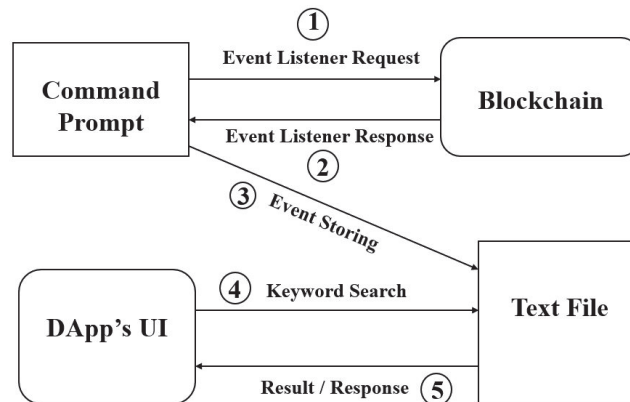 1
Event Listener Request
Command
Prompt
Blockchain
Event Listener Response
2
3
Event Storing
4
Keyword Search
DApp’s UI
Text File
Result / Response
5